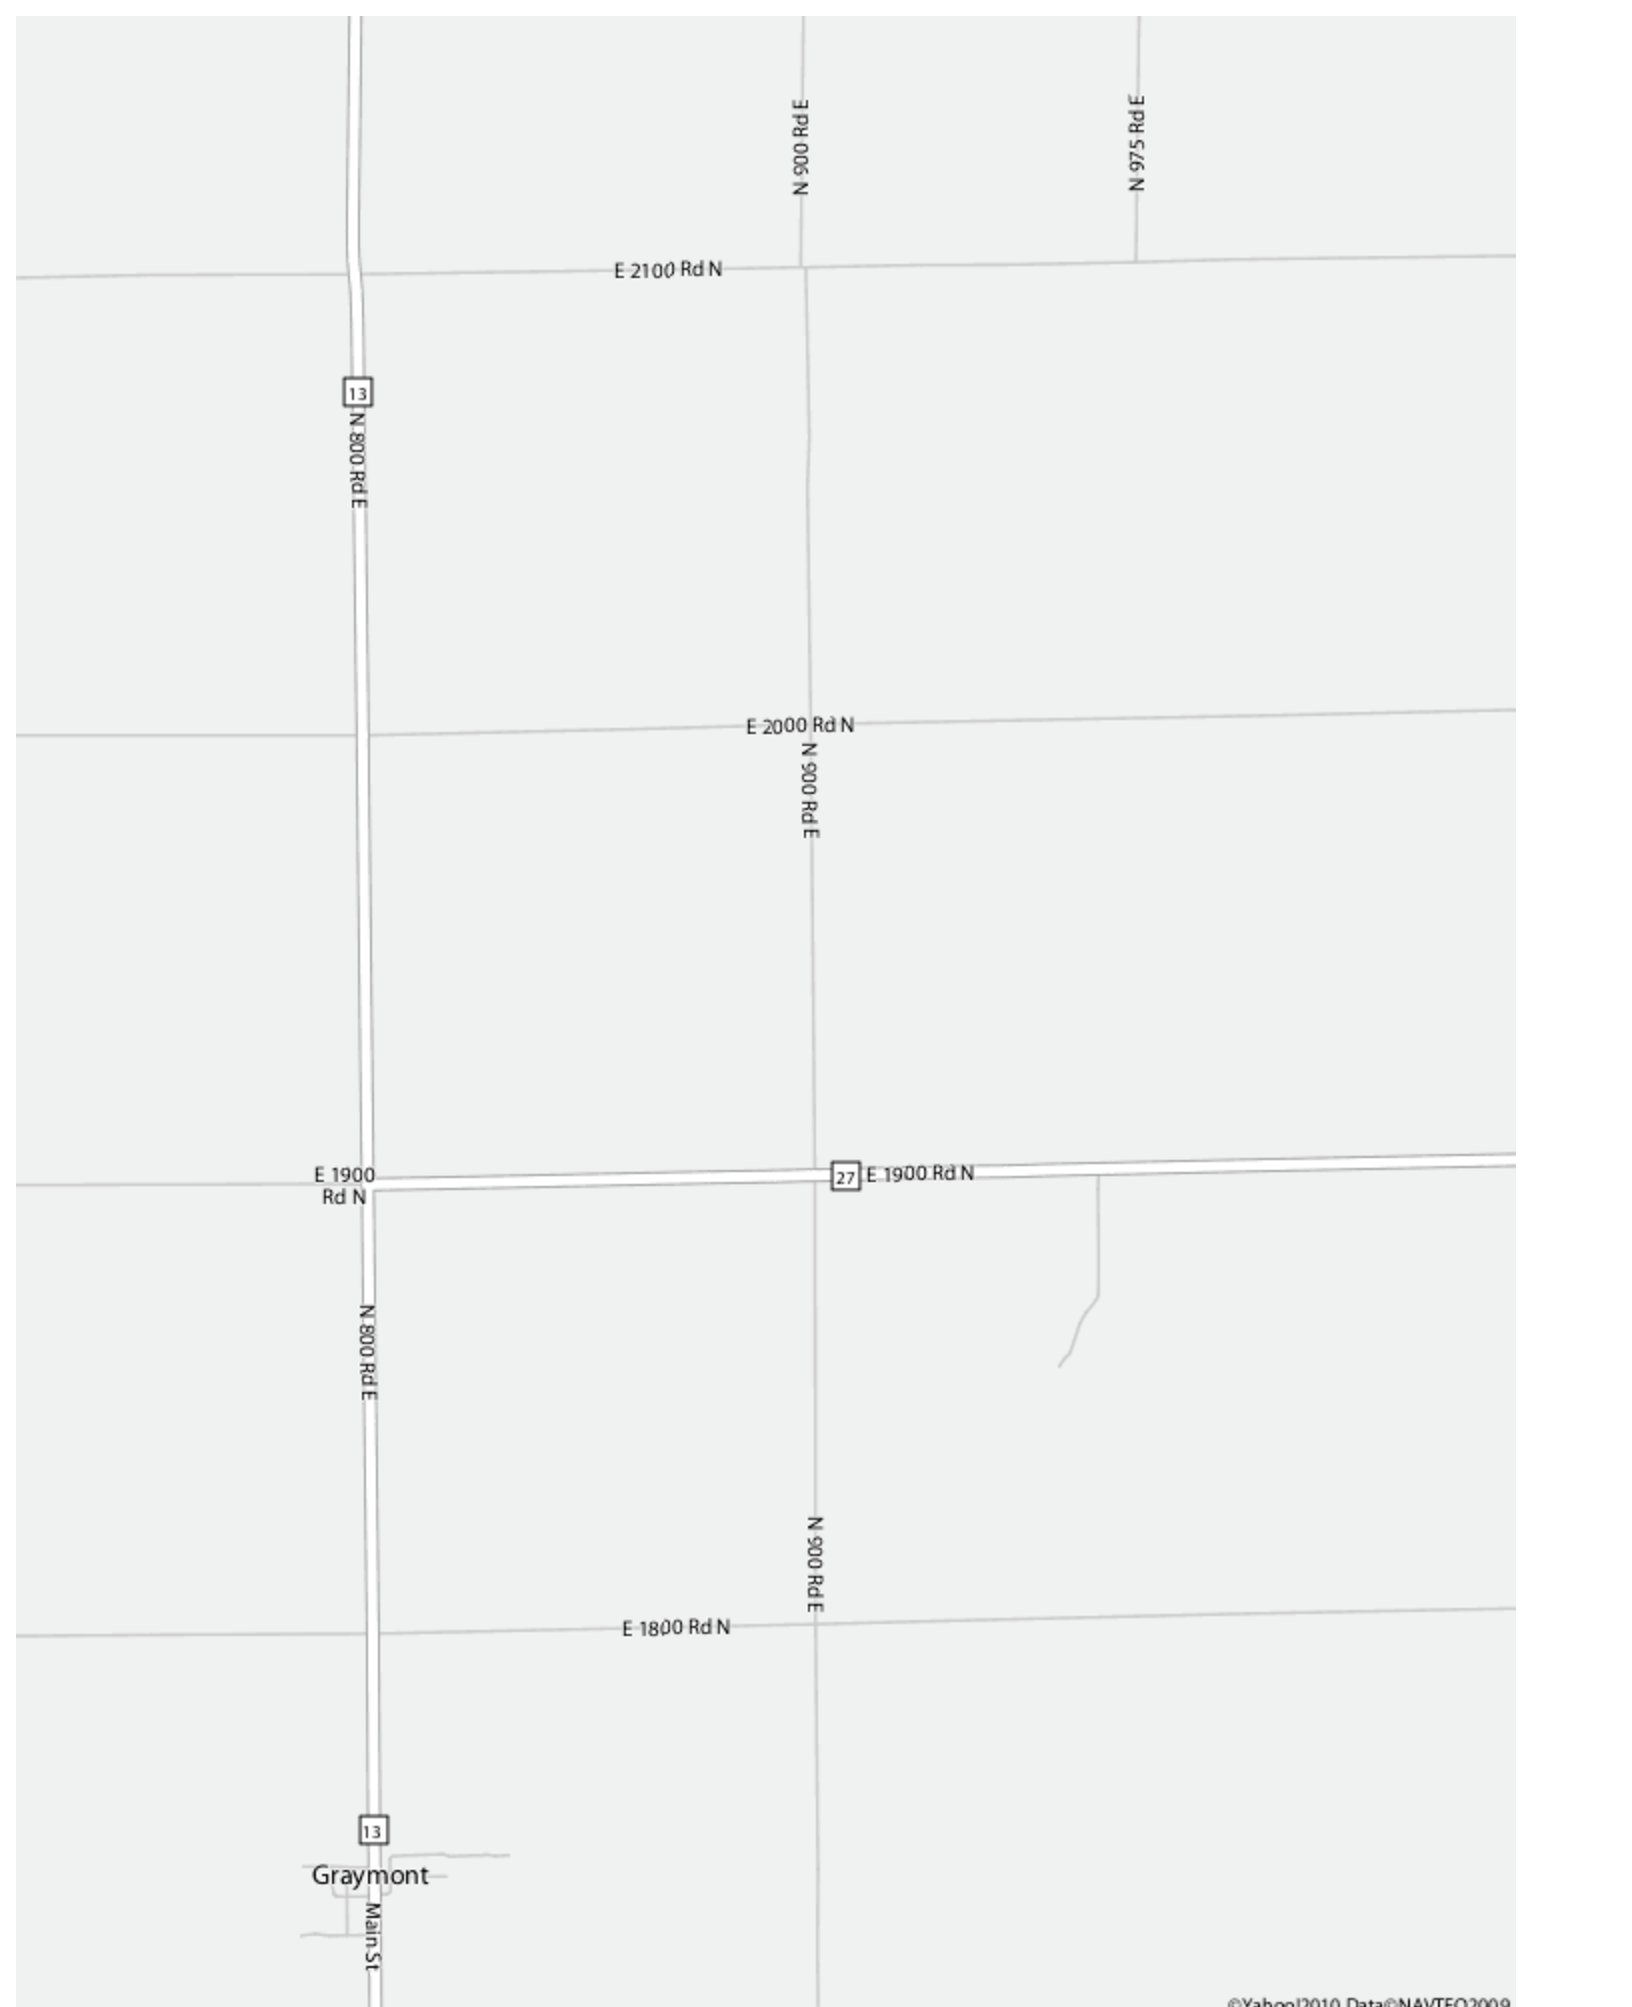 N 900 Rd E
N 975 Rd E
E 2100 Rd N
13
N 800 Rd E
E 2000 Rd N
N 900 Rd E
E 1900
Rd N
27
E 1900 Rd N
N 800 Rd E
N 900 Rd E
E 1800 Rd N
13
Graymont
Main St
©Yahoo!2010 Data©NAVTEQ2009